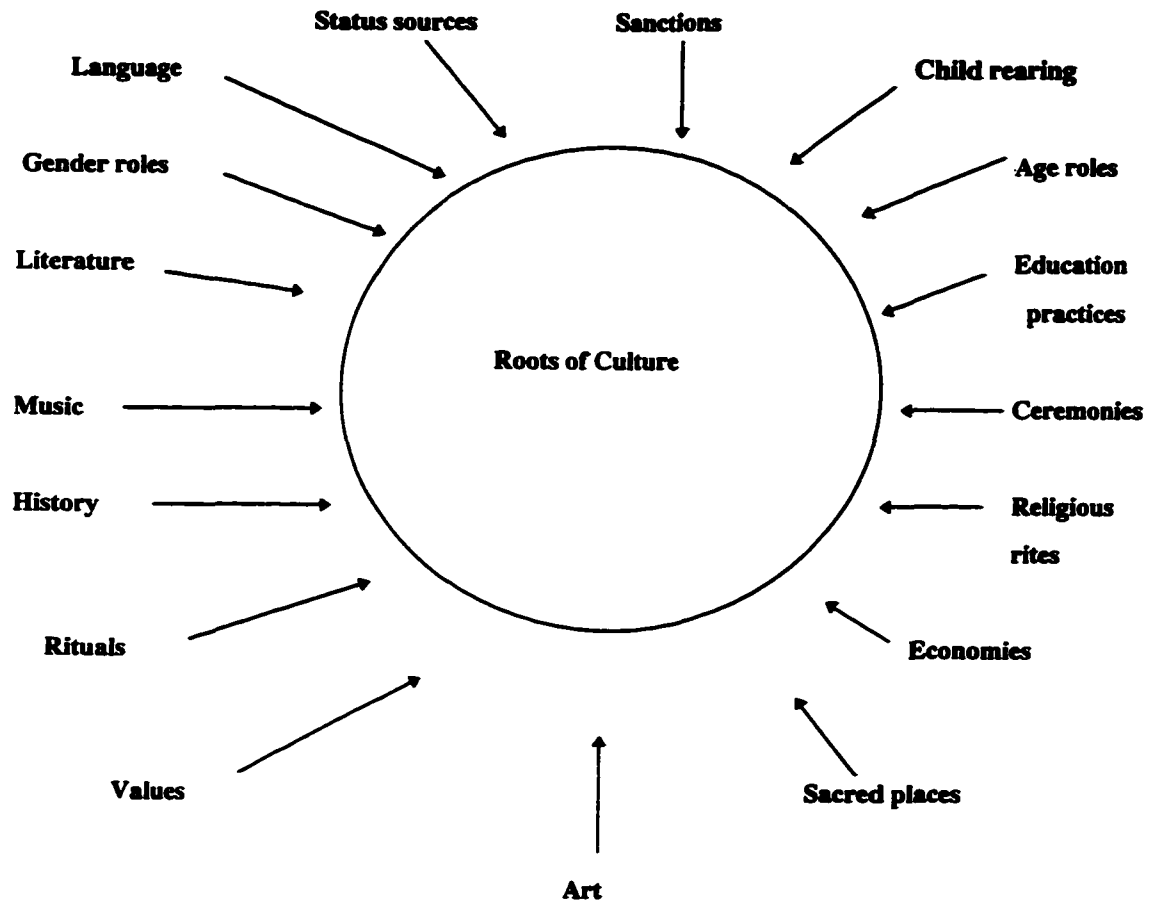 Status sources
Sanctions
Language
Child rearing
Gender roles
Age roles
Literature
Education
practices
Roots of Culture
Music
Ceremonies
History
Religious
rites
Rituals
Economies
Values
Sacred places
Art